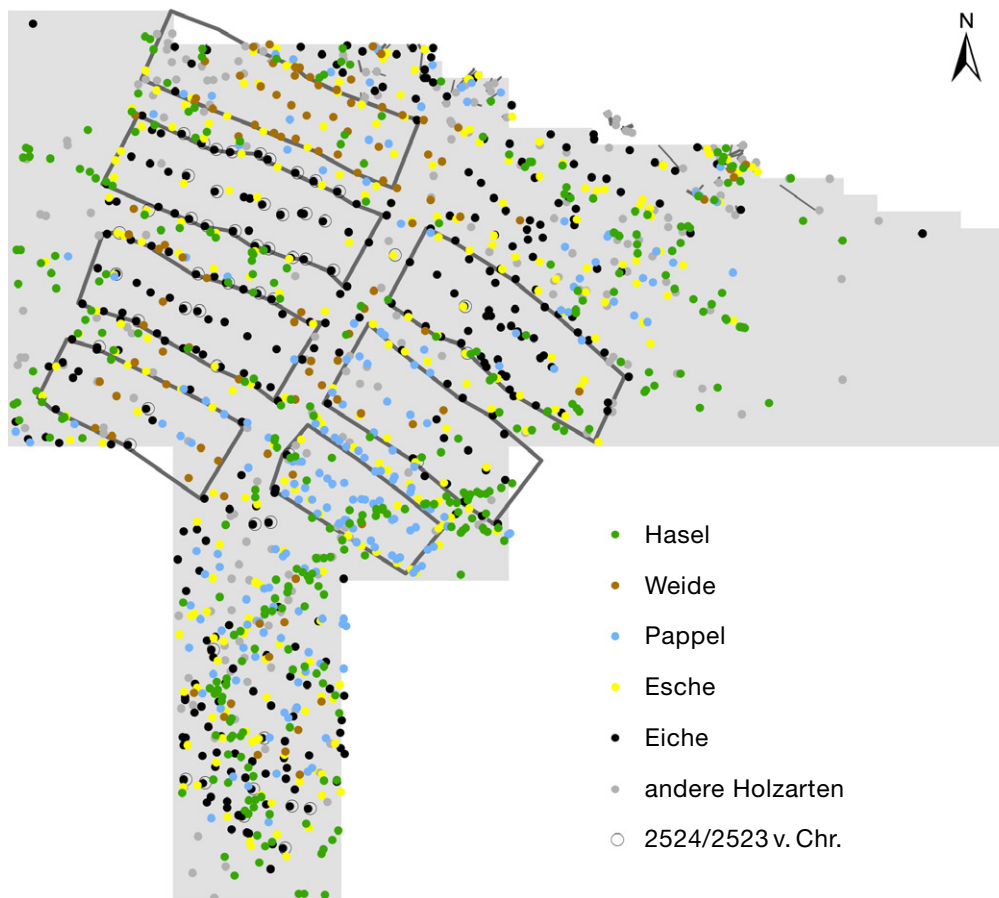 N
Hasel
Weide
Pappel
Esche
Eiche
andere Holzarten
2524/2523 v. Chr.